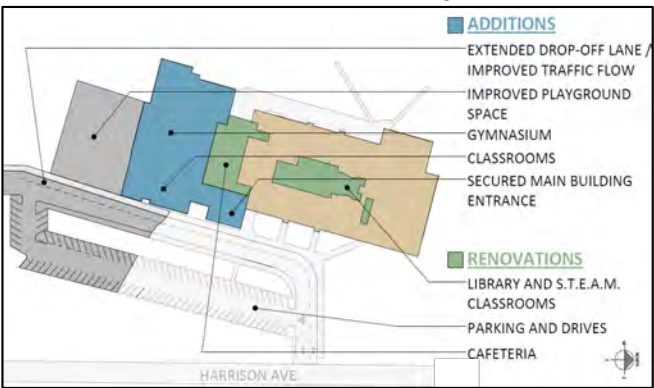 ADDITIONS
EXTENDED DROP-OFF LANE /
IMPROVED TRAFFIC FLOW
IMPROVED PLAYGROUND
SPACE
GYMNASIUM
CLASSROOMS
SECURED MAIN BUILDING
ENTRANCE
RENOVATIONS
LIBRARY AND S.T.E.A.M.
CLASSROOMS
PARKING AND DRIVES
CAFETERIA
HARRISON AVE.